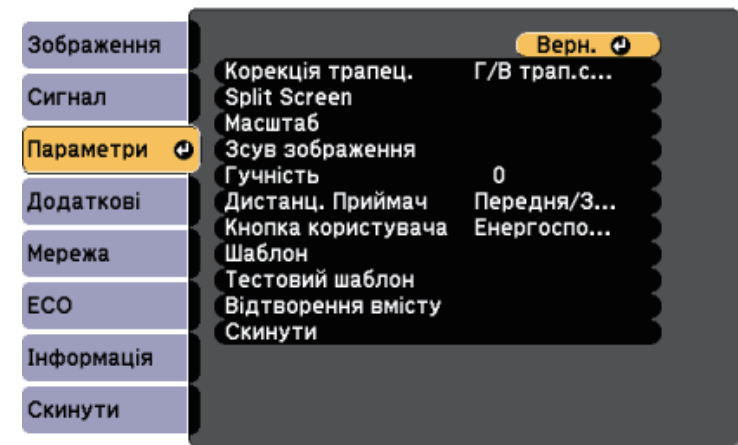 Зображення
Сигнал
Параметри
Додаткові
Мережа
ECO
Інформація
Скинути
Верн.
Корекція трапец. Г/В трап.с...
Split Screen
Масштаб
Зсув зображення
Гучність 0
Дистанц. Приймач Передня/З...
Кнопка користувача Енергоспо...
Шаблон
Тестовий шаблон
Відтворення вмісту
Скинути